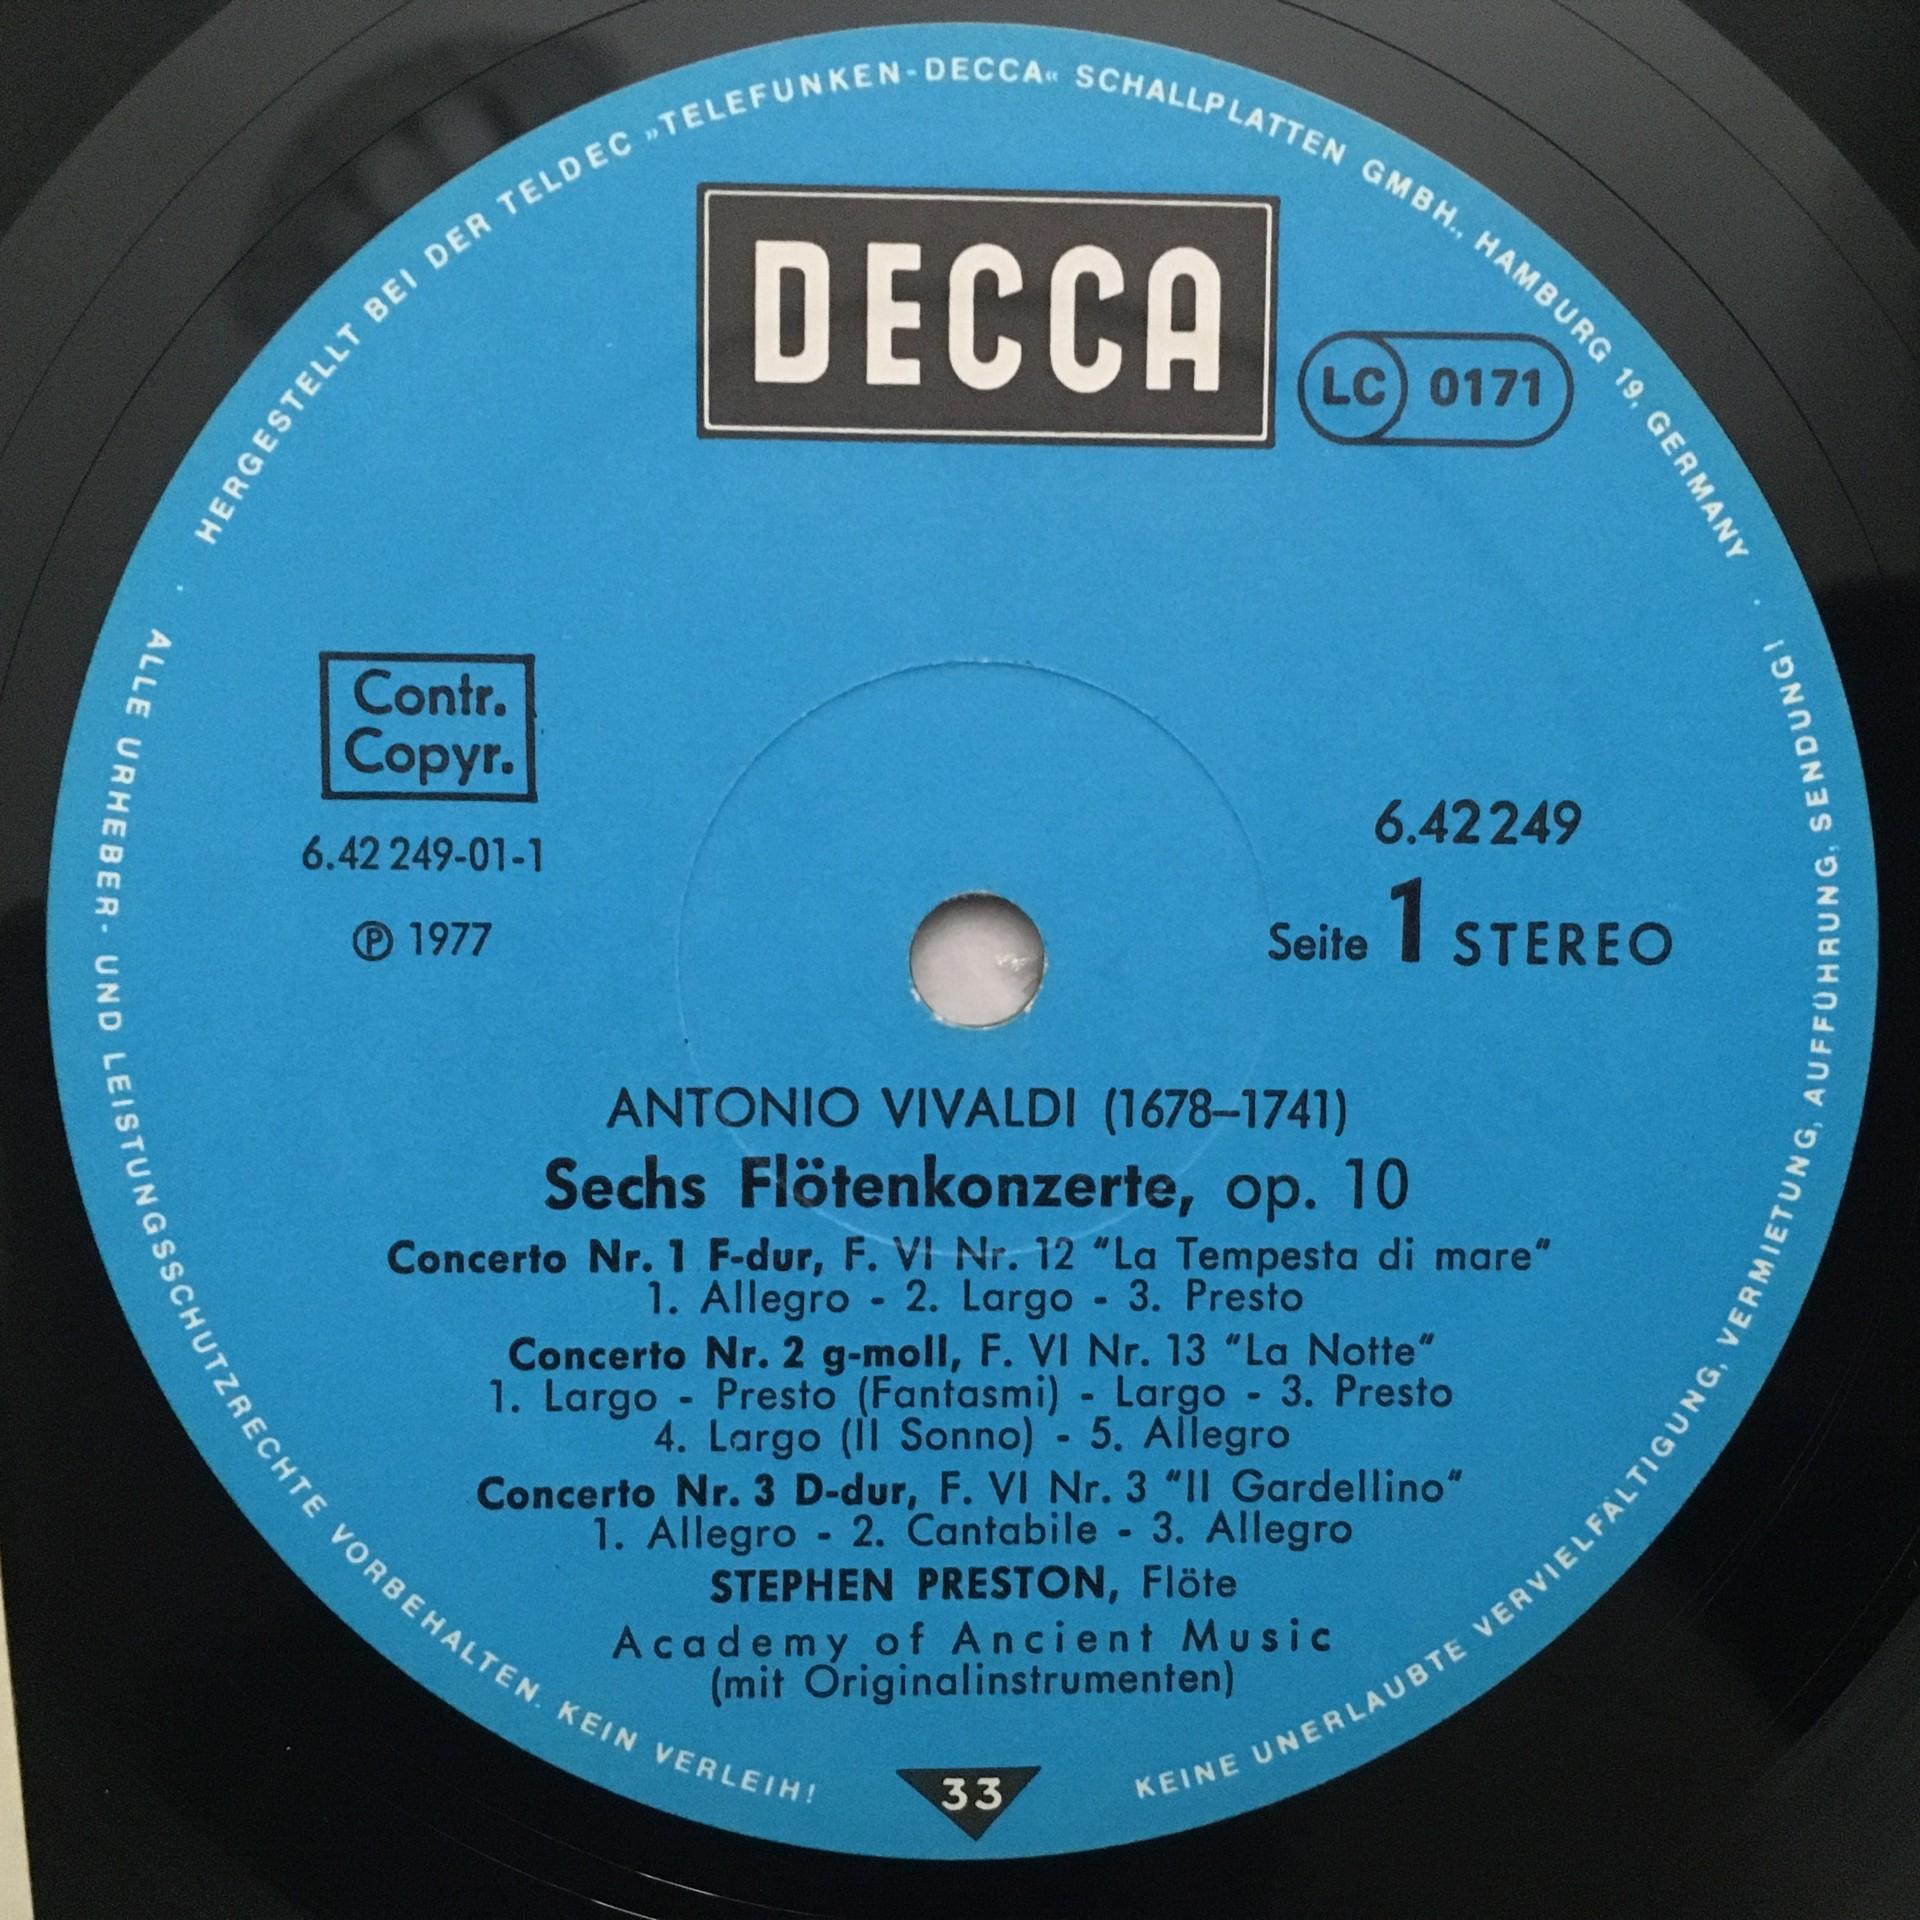 HERGESTELLT BEI DER TELDEC »TELEFUNKEN-DECCA« SCHALLPLATTEN GMBH., HAMBURG 19, GERMANY
DECCA
LC 0171
Contr.
Copyr.
6.42 249-01-1
℗ 1977
6.42249
Seite 1 STEREO
ANTONIO VIVALDI (1678–1741)
Sechs Flötenkonzerte, op. 10
Concerto Nr. 1 F-dur, F. VI Nr. 12 "La Tempesta di mare"
1. Allegro - 2. Largo - 3. Presto
Concerto Nr. 2 g-moll, F. VI Nr. 13 "La Notte"
1. Largo - Presto (Fantasmi) - Largo - 3. Presto
4. Largo (Il Sonno) - 5. Allegro
Concerto Nr. 3 D-dur, F. VI Nr. 3 "Il Gardellino"
1. Allegro - 2. Cantabile - 3. Allegro
STEPHEN PRESTON, Flöte
Academy of Ancient Music
(mit Originalinstrumenten)
33
ALLE URHEBER- UND LEISTUNGSSCHUTZRECHTE VORBEHALTEN. KEIN VERLEIH!
KEINE UNERLAUBTE VERVIELFÄLTIGUNG, VERMIETUNG, AUFFÜHRUNG, SENDUNG!